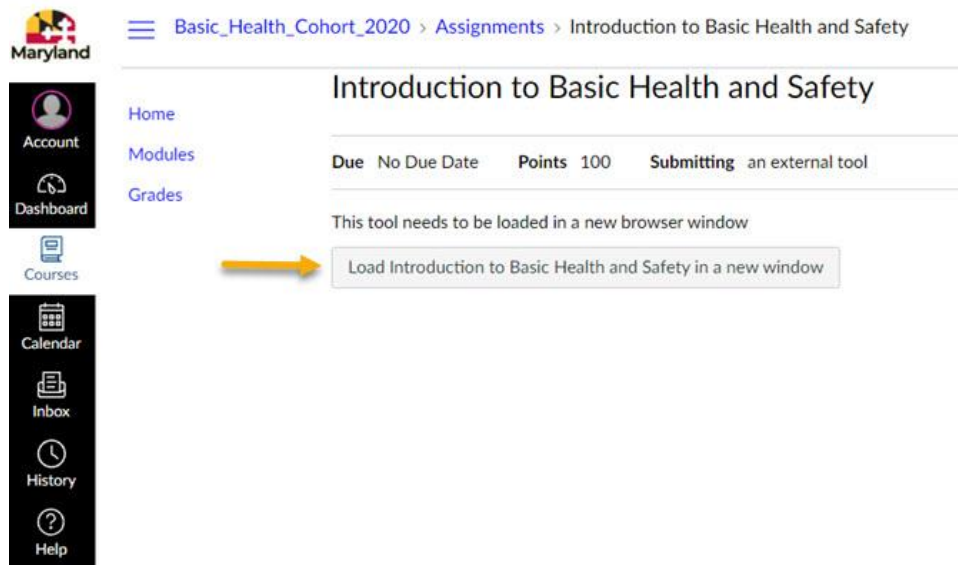 Maryland
Basic_Health_Cohort_2020 > Assignments > Introduction to Basic Health and Safety
Account
Dashboard
Courses
Calendar
Inbox
History
Help
Home
Modules
Grades
Introduction to Basic Health and Safety
Due No Due Date Points 100 Submitting an external tool
This tool needs to be loaded in a new browser window
Load Introduction to Basic Health and Safety in a new window